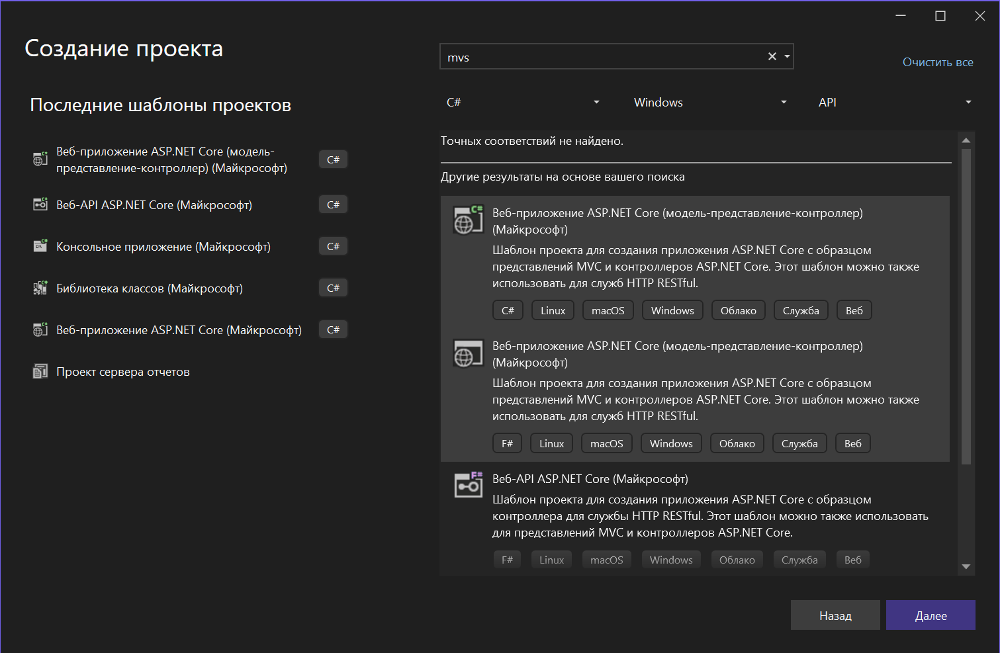 Создание проекта
mvs
Очистить все
Последние шаблоны проектов
C#
Windows
API
Веб-приложение ASP.NET Core (модель-
представление-контроллер) (Майкрософт)
C#
Веб-API ASP.NET Core (Майкрософт)
C#
Консольное приложение (Майкрософт)
C#
Библиотека классов (Майкрософт)
C#
Веб-приложение ASP.NET Core (Майкрософт)
C#
Проект сервера отчетов
Точных соответствий не найдено.
Другие результаты на основе вашего поиска
Веб-приложение ASP.NET Core (модель-представление-контроллер)
(Майкрософт)
Шаблон проекта для создания приложения ASP.NET Core с образцом
представлений MVC и контроллеров ASP.NET Core. Этот шаблон можно также
использовать для служб HTTP RESTful.
C# Linux macOS Windows Облако Служба Веб
Веб-приложение ASP.NET Core (модель-представление-контроллер)
(Майкрософт)
Шаблон проекта для создания приложения ASP.NET Core с образцом
представлений MVC и контроллеров ASP.NET Core. Этот шаблон можно также
использовать для служб HTTP RESTful.
F# Linux macOS Windows Облако Служба Веб
Веб-API ASP.NET Core (Майкрософт)
Шаблон проекта для создания приложения ASP.NET Core с образцом
контроллера для службы HTTP RESTful. Этот шаблон можно также использовать
для представлений MVC и контроллеров ASP.NET Core.
F# Linux macOS Windows Облако Служба Веб
Назад
Далее